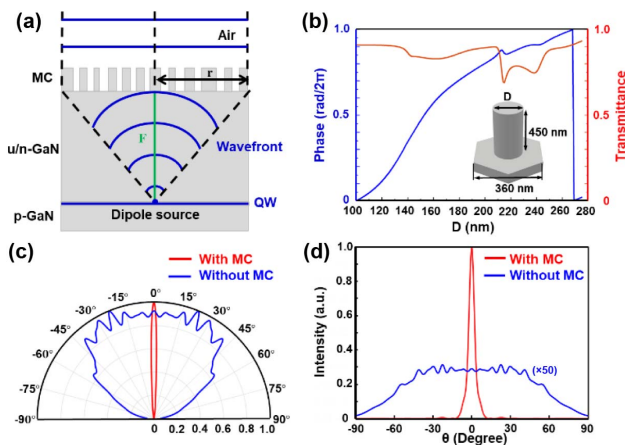 (a)
Air
MC
r
F
u/n-GaN
Wavefront
QW
p-GaN
Dipole source
(b)
Phase (rad/2π)
1.0
0.5
0
Transmittance
1.0
0.5
0
D
450 nm
360 nm
100 120 140 160 180 200 220 240 260 280
D (nm)
(c)
With MC
Without MC
-90° -75° -60° -45° -30° -15° 0° 15° 30° 45° 60° 75° 90°
0 0.2 0.4 0.6 0.8 1.0
(d)
With MC
Without MC
Intensity (a.u.)
1.0
0.8
0.6
0.4
0.2
0
(×50)
-90 -60 -30 0 30 60 90
θ (Degree)